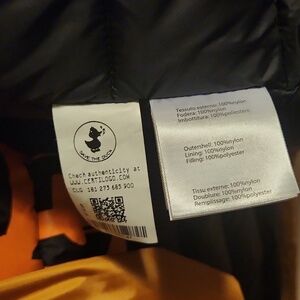 SAVE THE DUCK
Check authenticity at
WWW.CERTILOGO.COM
CLG 181 273 685 900
Tessuto esterno: 100%nylon
Fodera: 100%nylon
Imbottitura: 100%poliestere
Outershell: 100%nylon
Lining: 100%nylon
Filling: 100%polyester
Tissu externe: 100%nylon
Doublure: 100%nylon
Remplissage: 100%polyester